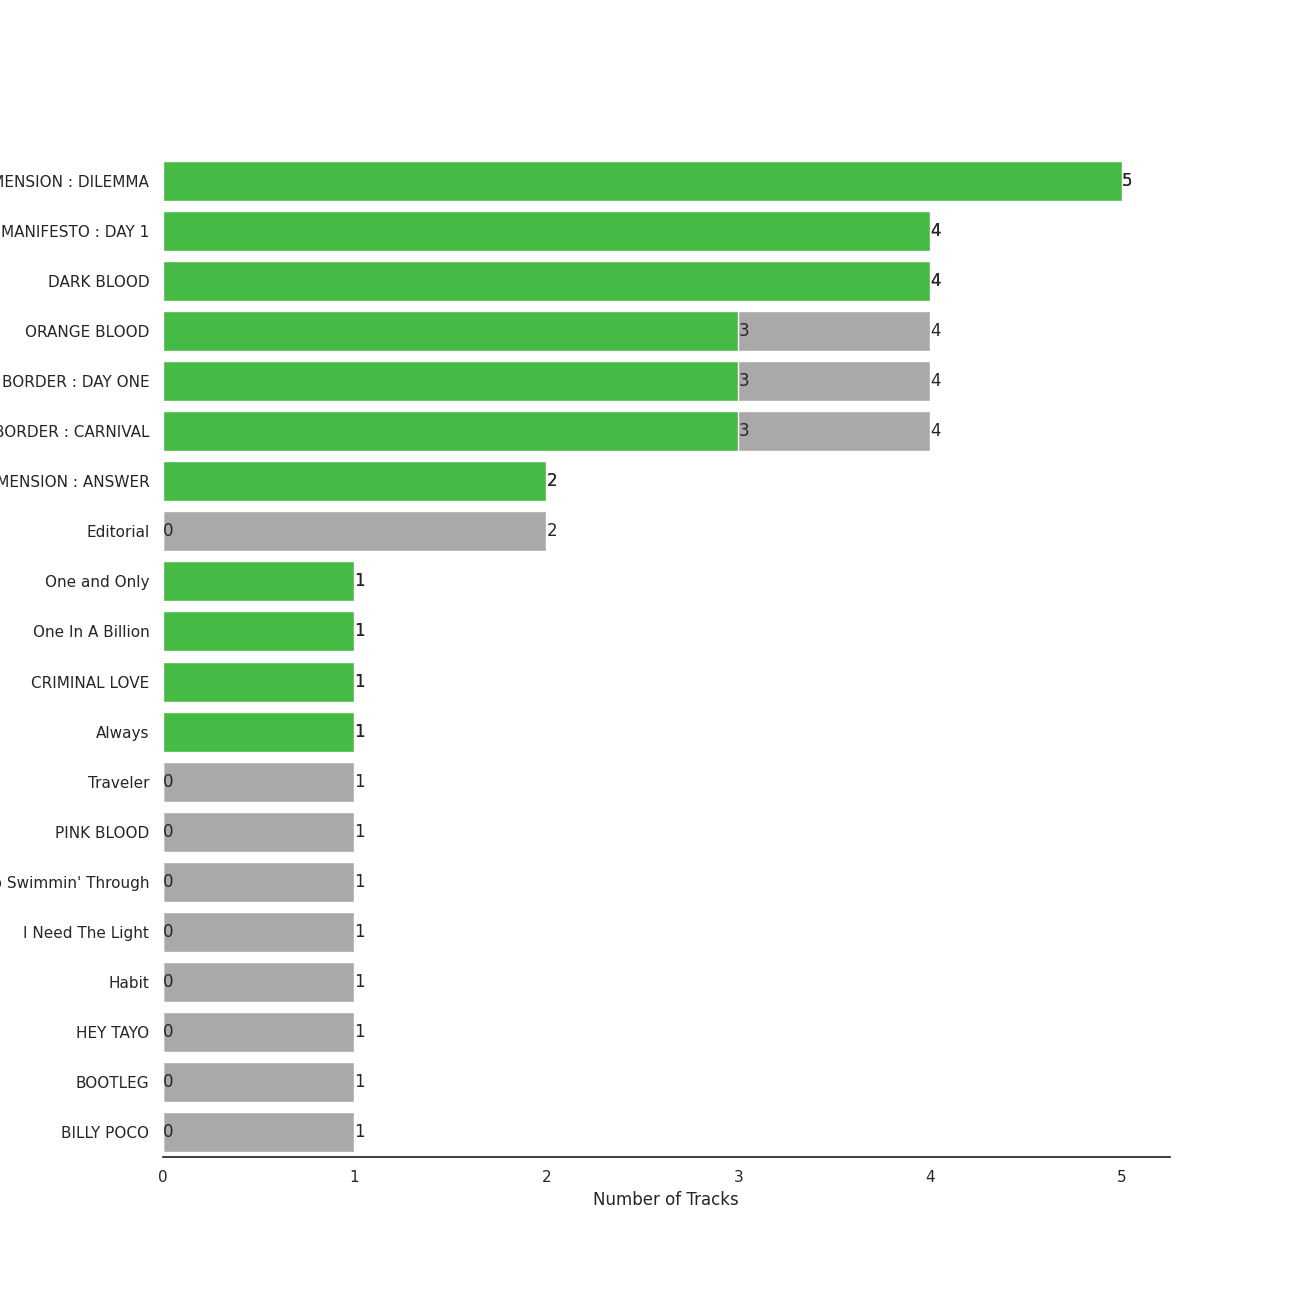 MENSION : DILEMMA 5
MANIFESTO : DAY 1 4
DARK BLOOD 4
ORANGE BLOOD 3 4
BORDER : DAY ONE 3 4
BORDER : CARNIVAL 3 4
MENSION : ANSWER 2
Editorial 0 2
One and Only 1
One In A Billion 1
CRIMINAL LOVE 1
Always 1
Traveler 0 1
PINK BLOOD 0 1
Swimmin' Through 0 1
I Need The Light 0 1
Habit 0 1
HEY TAYO 0 1
BOOTLEG 0 1
BILLY POCO 0 1
0 1 2 3 4 5
Number of Tracks